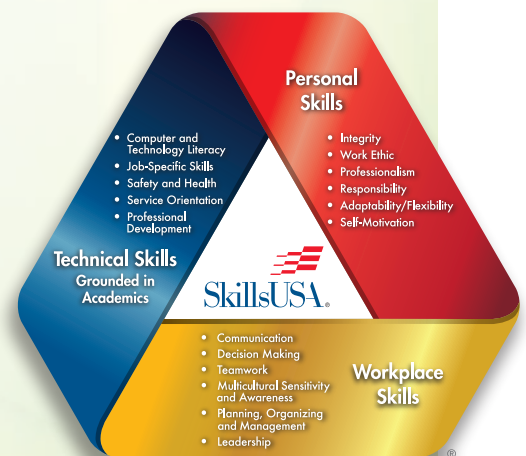 Personal
Skills
• Integrity
• Work Ethic
• Professionalism
• Responsibility
• Adaptability/Flexibility
• Self-Motivation
• Computer and
Technology Literacy
• Job-Specific Skills
• Safety and Health
• Service Orientation
• Professional
Development
Technical Skills
Grounded in
Academics
SkillsUSA®
• Communication
• Decision Making
• Teamwork
• Multicultural Sensitivity
and Awareness
• Planning, Organizing
and Management
• Leadership
Workplace
Skills
®